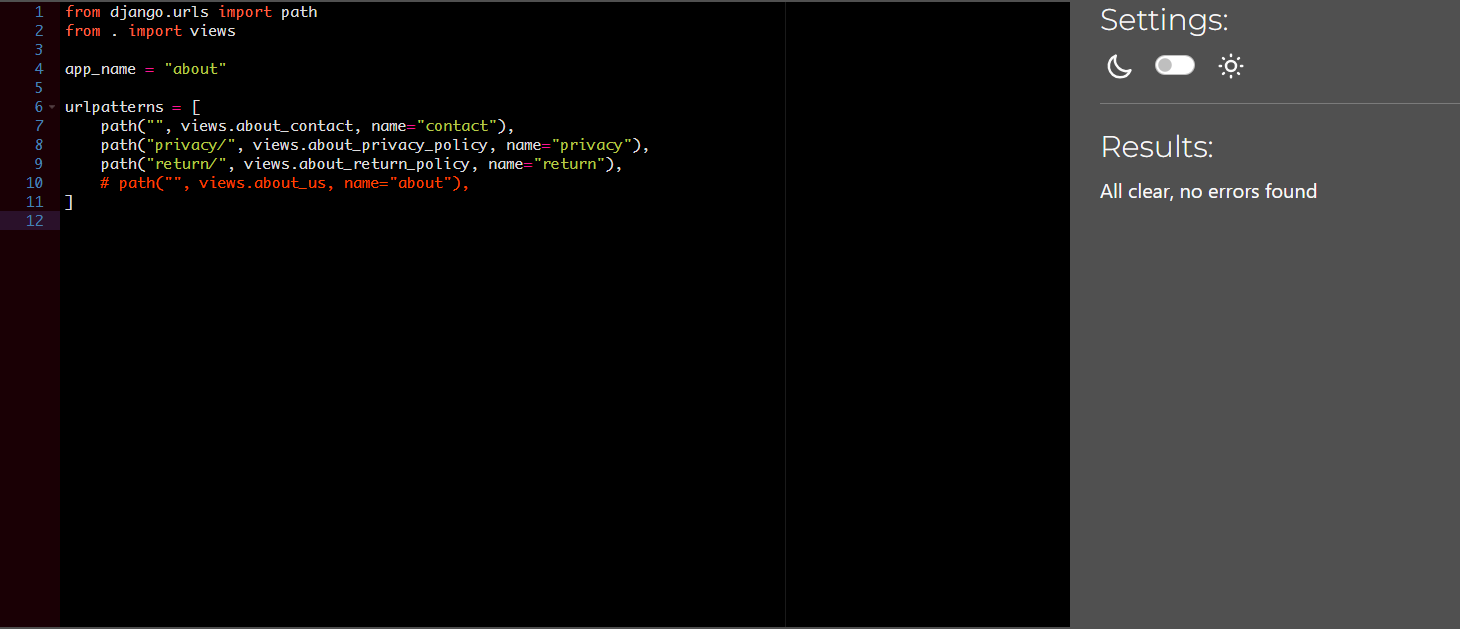 1 from django.urls import path
2 from . import views
3
4 app_name = "about"
5
6 urlpatterns = [
7     path("", views.about_contact, name="contact"),
8     path("privacy/", views.about_privacy_policy, name="privacy"),
9     path("return/", views.about_return_policy, name="return"),
10     # path("", views.about_us, name="about"),
11 ]
12
Settings:
Results:
All clear, no errors found